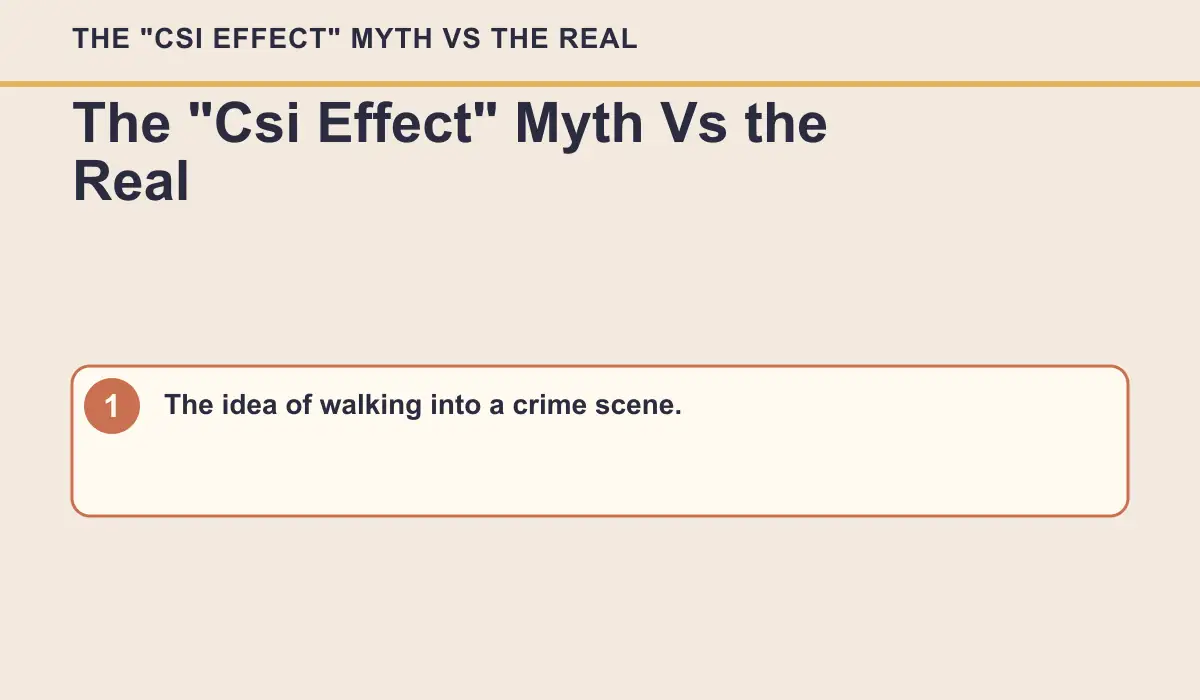 THE "CSI EFFECT" MYTH VS THE REAL
The "Csi Effect" Myth Vs the
Real
1 The idea of walking into a crime scene.